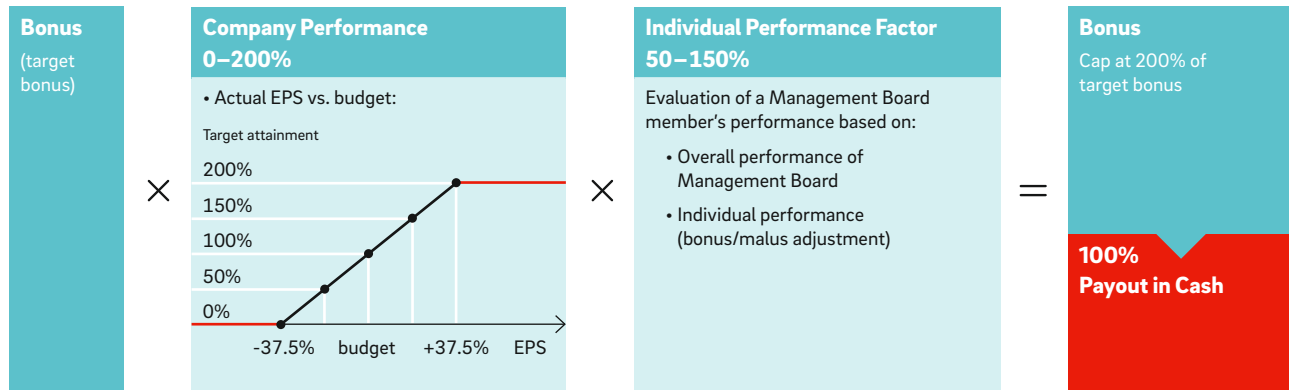 Bonus
(target
bonus)
×
Company Performance
0–200%
• Actual EPS vs. budget:
Target attainment
200%
150%
100%
50%
0%
-37.5%
budget
+37.5%
EPS
×
Individual Performance Factor
50–150%
Evaluation of a Management Board
member’s performance based on:
• Overall performance of
Management Board
• Individual performance
(bonus/malus adjustment)
=
Bonus
Cap at 200% of
target bonus
100%
Payout in Cash